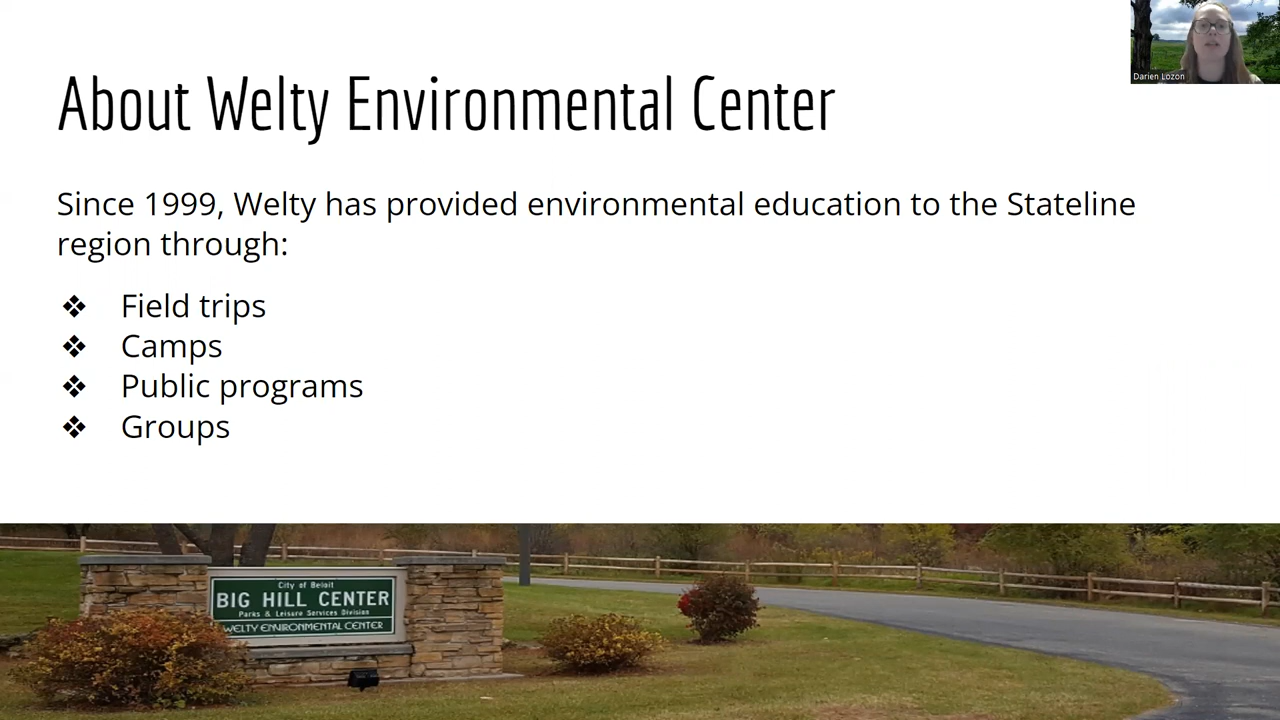 About Welty Environmental Center
Darien Lozon
Since 1999, Welty has provided environmental education to the Stateline
region through:
❖ Field trips
❖ Camps
❖ Public programs
❖ Groups
City of Beloit
BIG HILL CENTER
Parks & Leisure Services Division
WELTY ENVIRONMENTAL CENTER